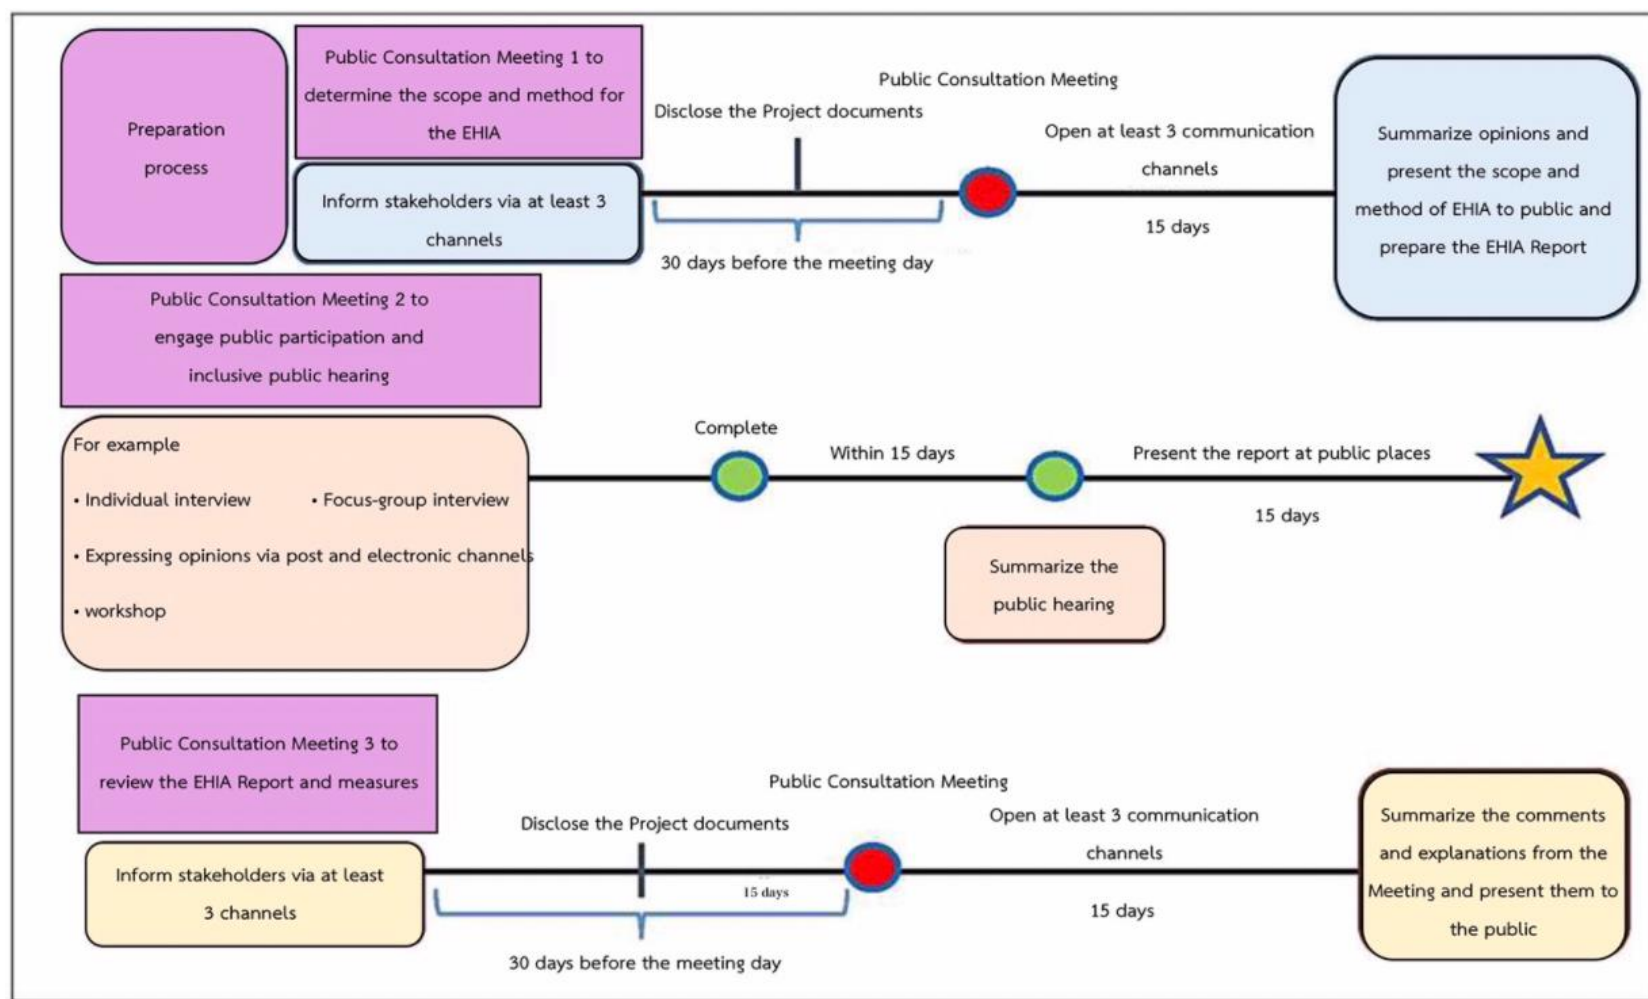 Preparation
process
Public Consultation Meeting 1 to
determine the scope and method for
the EHIA
Inform stakeholders via at least 3
channels
Disclose the Project documents
30 days before the meeting day
Public Consultation Meeting
Open at least 3 communication
channels
15 days
Summarize opinions and
present the scope and
method of EHIA to public and
prepare the EHIA Report
Public Consultation Meeting 2 to
engage public participation and
inclusive public hearing
For example
• Individual interview • Focus-group interview
• Expressing opinions via post and electronic channels
• workshop
Complete
Within 15 days
Summarize the
public hearing
Present the report at public places
15 days
Public Consultation Meeting 3 to
review the EHIA Report and measures
Inform stakeholders via at least
3 channels
Disclose the Project documents
15 days
30 days before the meeting day
Public Consultation Meeting
Open at least 3 communication
channels
15 days
Summarize the comments
and explanations from the
Meeting and present them to
the public